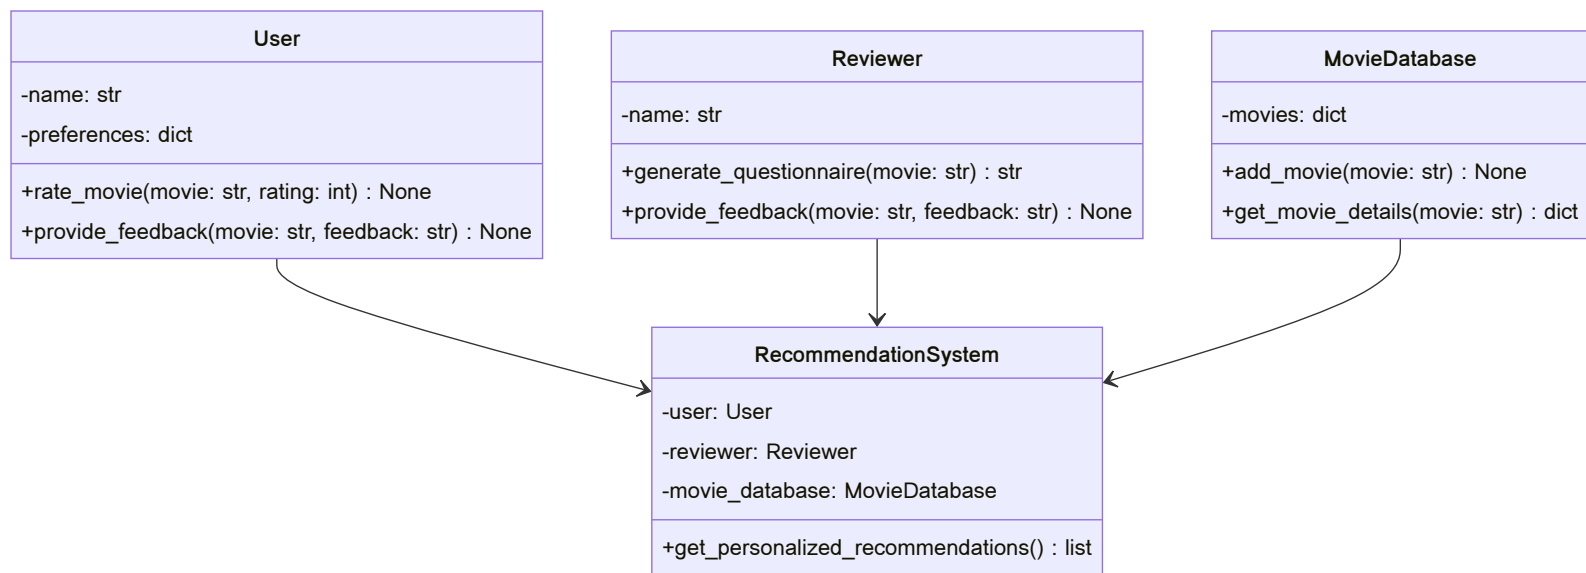 User
-name: str
-preferences: dict
+rate_movie(movie: str, rating: int) : None
+provide_feedback(movie: str, feedback: str) : None
Reviewer
-name: str
+generate_questionnaire(movie: str) : str
+provide_feedback(movie: str, feedback: str) : None
MovieDatabase
-movies: dict
+add_movie(movie: str) : None
+get_movie_details(movie: str) : dict
RecommendationSystem
-user: User
-reviewer: Reviewer
-movie_database: MovieDatabase
+get_personalized_recommendations() : list